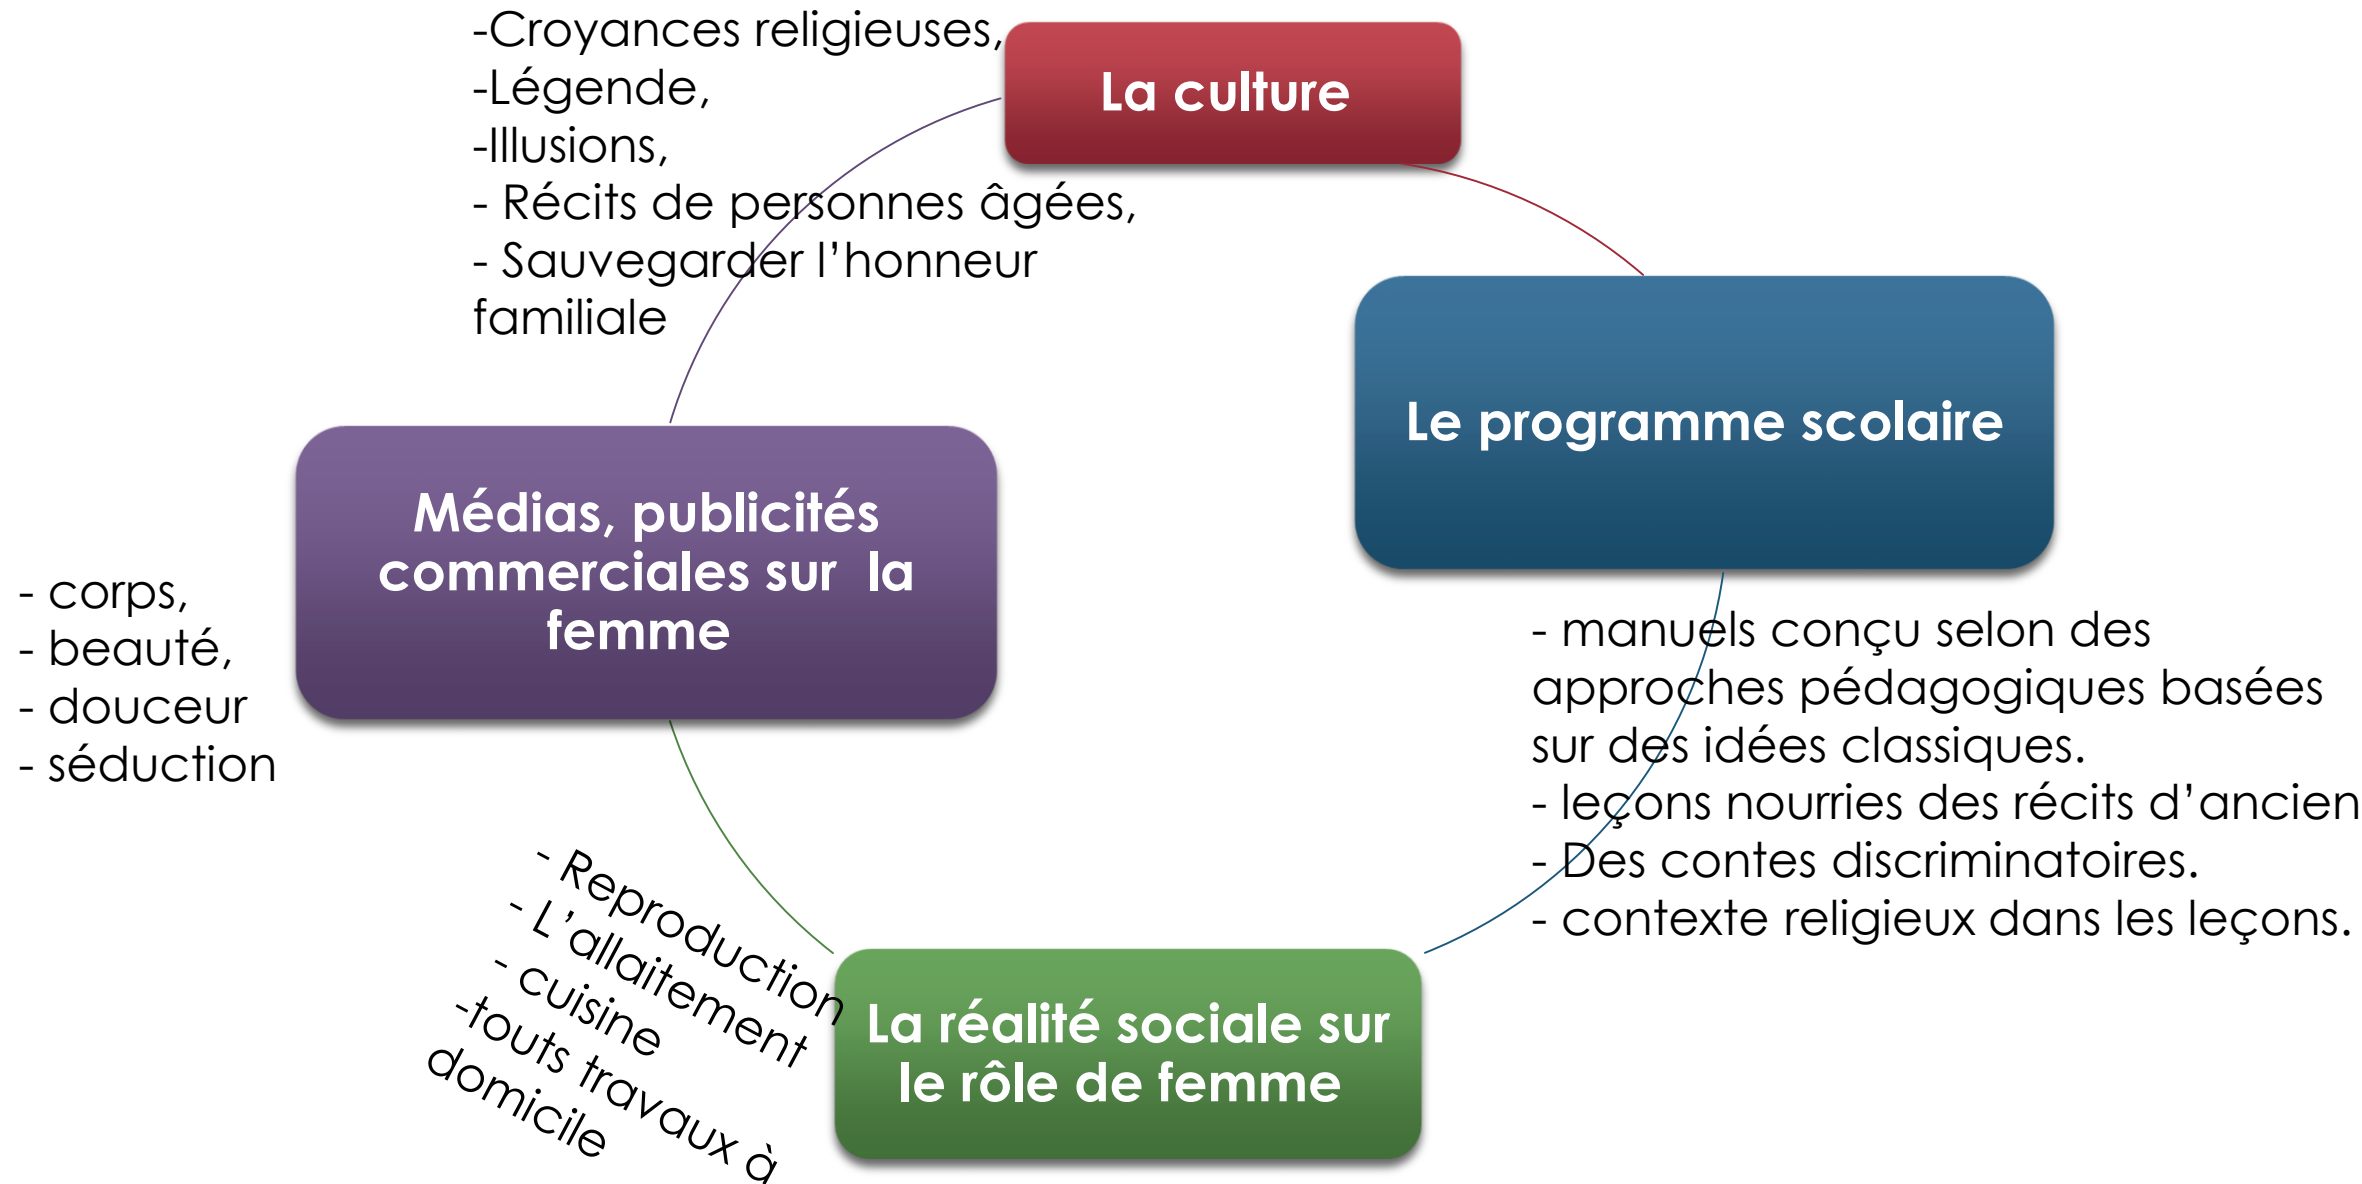 -Croyances religieuses,
-Légende,
-Illusions,
- Récits de personnes âgées,
- Sauvegarder l’honneur
familiale
La culture
Le programme scolaire
- manuels conçu selon des
approches pédagogiques basées
sur des idées classiques.
- leçons nourries des récits d’ancien
- Des contes discriminatoires.
- contexte religieux dans les leçons.
La réalité sociale sur
le rôle de femme
- Reproduction
- L’allaitement
- cuisine
-touts travaux à
domicile
Médias, publicités
commerciales sur la
femme
- corps,
- beauté,
- douceur
- séduction